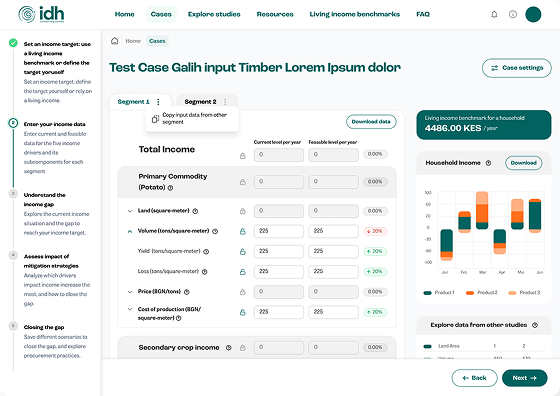 idh
Home
Cases
Explore studies
Resources
Living income benchmarks
FAQ
Set an income target: use
a living income
benchmark or define the
target yoruself
Set an income target: define
the target yourself or rely
on a living income.
2
Enter your income data
Enter current and feasible
data for the five income
drivers and its
subcomponents for each
segment
Understand the
income gap
Explore the current income
situation and the gap to
reach your income target.
Assess impact of
mitigation strategies
Analyze which drivers
impact income increase the
most, and how to close the
gap.
Closing the gap
Save different scenarios to
close the gap, and explore
procurement practices.
Home
Cases
Test Case Galih input Timber Lorem Ipsum dolor
Case settings
Segment 1
Segment 2
Copy input data from other
segment
Download data
Current level per year
Feasible level per year
Total Income
0
0
0.00%
Primary Commodity
(Potato)
0
0
0.00%
Land (square-meter)
0
0
0.00%
Volume (tons/square-meter)
225
225
20%
Yield (tons/square-meter)
225
225
20%
Loss (tons/square-meter)
225
225
20%
Price (BGN/tons)
0
0
0.00%
Cost of production (BGN/
square-meter)
225
225
20%
Secondary crop income
0
0
0.00%
Living income benchmark for a household
4486.00 KES / year
Household Income
Download
100
60
20
-20
-60
-100
Jan
Feb
Mar
Apr
May
Jun
Product 1
Product 2
Product 3
Explore data from other studies
Land Area
1
2
Back
Next